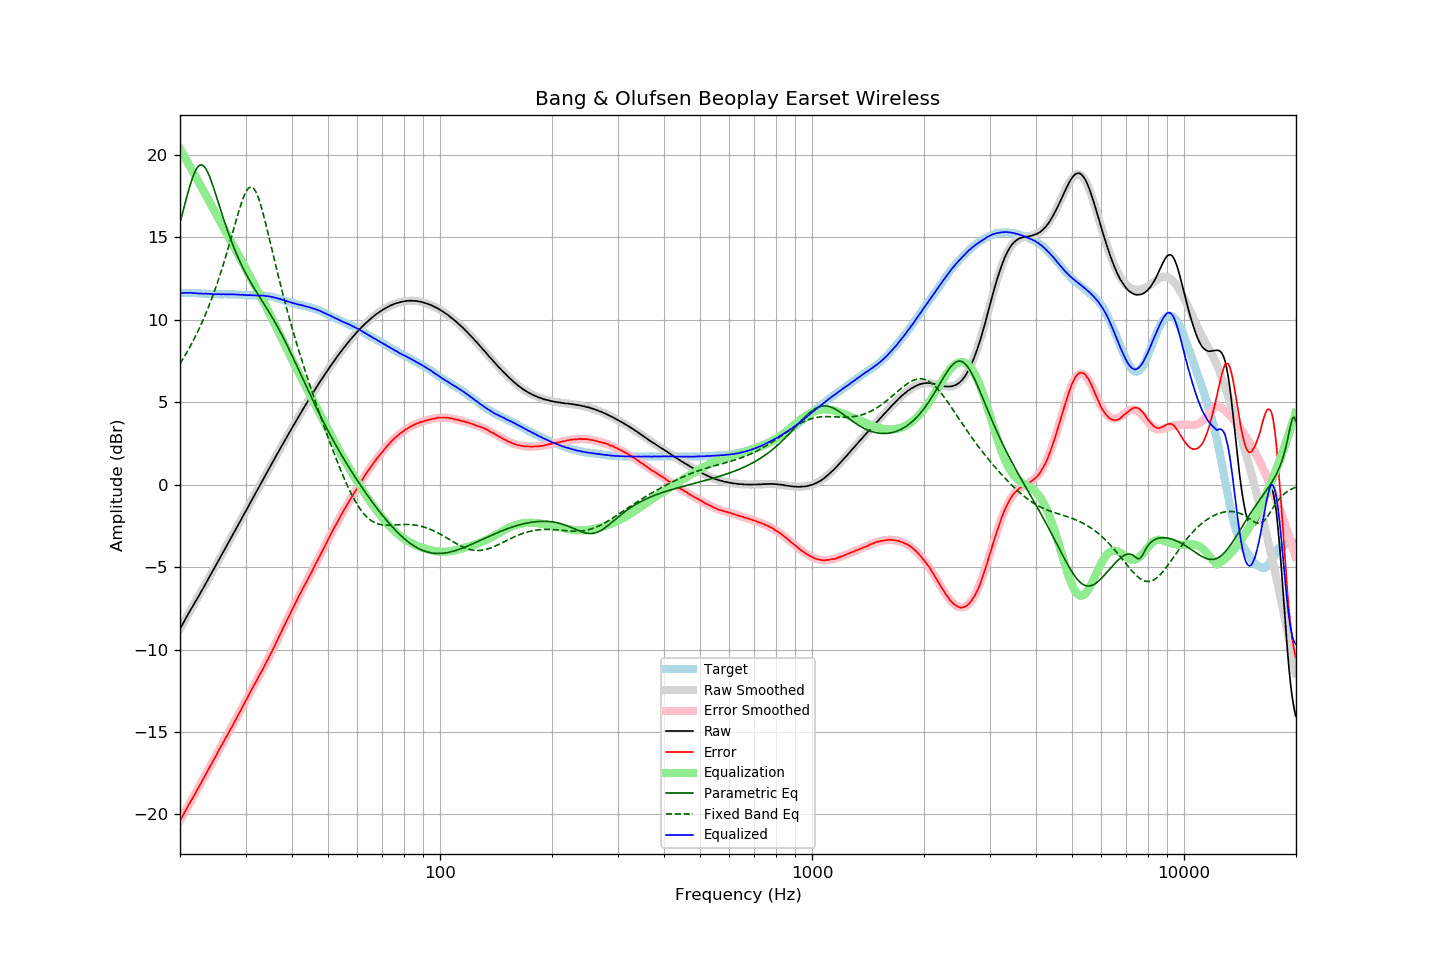 Bang & Olufsen Beoplay Earset Wireless
Amplitude (dBr)
20
15
10
5
0
−5
−10
−15
−20
Target
Raw Smoothed
Error Smoothed
Raw
Error
Equalization
Parametric Eq
Fixed Band Eq
Equalized
100
1000
10000
Frequency (Hz)